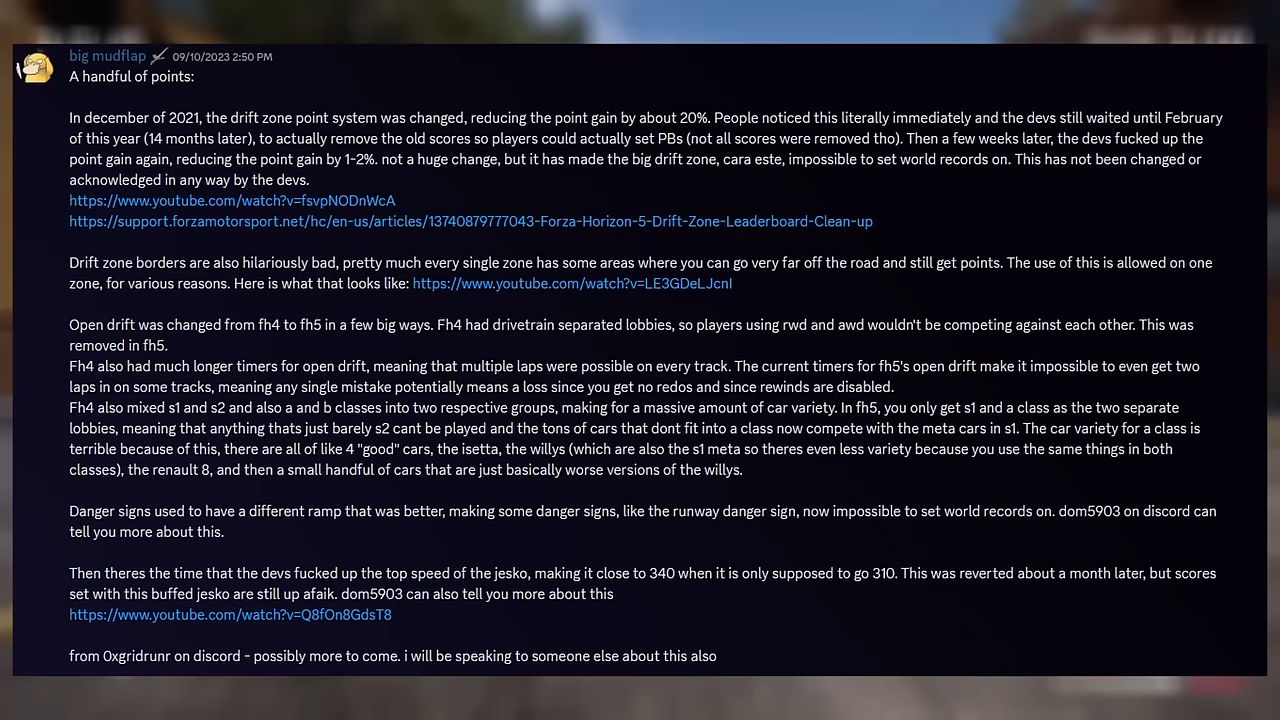 big mudflap 09/10/2023 2:50 PM
A handful of points:
In december of 2021, the drift zone point system was changed, reducing the point gain by about 20%. People noticed this literally immediately and the devs still waited until February
of this year (14 months later), to actually remove the old scores so players could actually set PBs (not all scores were removed tho). Then a few weeks later, the devs fucked up the
point gain again, reducing the point gain by 1-2%. not a huge change, but it has made the big drift zone, cara este, impossible to set world records on. This has not been changed or
acknowledged in any way by the devs.
https://www.youtube.com/watch?v=fsvpNODnWcA
https://support.forzamotorsport.net/hc/en-us/articles/13740879777043-Forza-Horizon-5-Drift-Zone-Leaderboard-Clean-up
Drift zone borders are also hilariously bad, pretty much every single zone has some areas where you can go very far off the road and still get points. The use of this is allowed on one
zone, for various reasons. Here is what that looks like: https://www.youtube.com/watch?v=LE3GDeLJcnI
Open drift was changed from fh4 to fh5 in a few big ways. Fh4 had drivetrain separated lobbies, so players using rwd and awd wouldn't be competing against each other. This was
removed in fh5.
Fh4 also had much longer timers for open drift, meaning that multiple laps were possible on every track. The current timers for fh5's open drift make it impossible to even get two
laps in on some tracks, meaning any single mistake potentially means a loss since you get no redos and since rewinds are disabled.
Fh4 also mixed s1 and s2 and also a and b classes into two respective groups, making for a massive amount of car variety. In fh5, you only get s1 and a class as the two separate
lobbies, meaning that anything thats just barely s2 cant be played and the tons of cars that dont fit into a class now compete with the meta cars in s1. The car variety for a class is
terrible because of this, there are all of like 4 "good" cars, the isetta, the willys (which are also the s1 meta so theres even less variety because you use the same things in both
classes), the renault 8, and then a small handful of cars that are just basically worse versions of the willys.
Danger signs used to have a different ramp that was better, making some danger signs, like the runway danger sign, now impossible to set world records on. dom5903 on discord can
tell you more about this.
Then theres the time that the devs fucked up the top speed of the jesko, making it close to 340 when it is only supposed to go 310. This was reverted about a month later, but scores
set with this buffed jesko are still up afaik. dom5903 can also tell you more about this
https://www.youtube.com/watch?v=Q8fOn8GdsT8
from 0xgridrunr on discord - possibly more to come. i will be speaking to someone else about this also